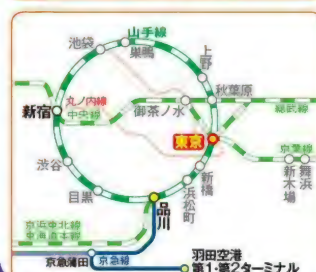 山手線
池袋
巣鴨
上野
丸ノ内線
中央線
新宿
御茶ノ水
秋葉原
総武線
東京
京葉線
渋谷
新橋
新木場
舞浜
目黒
浜松町
品川
京浜東北線
東海道本線
京急蒲田
京急線
羽田空港
第1・第2ターミナル